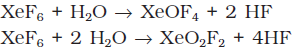 XeF₆ + H₂O → XeOF₄ + 2 HF
XeF₆ + 2 H₂O → XeO₂F₂ + 4HF